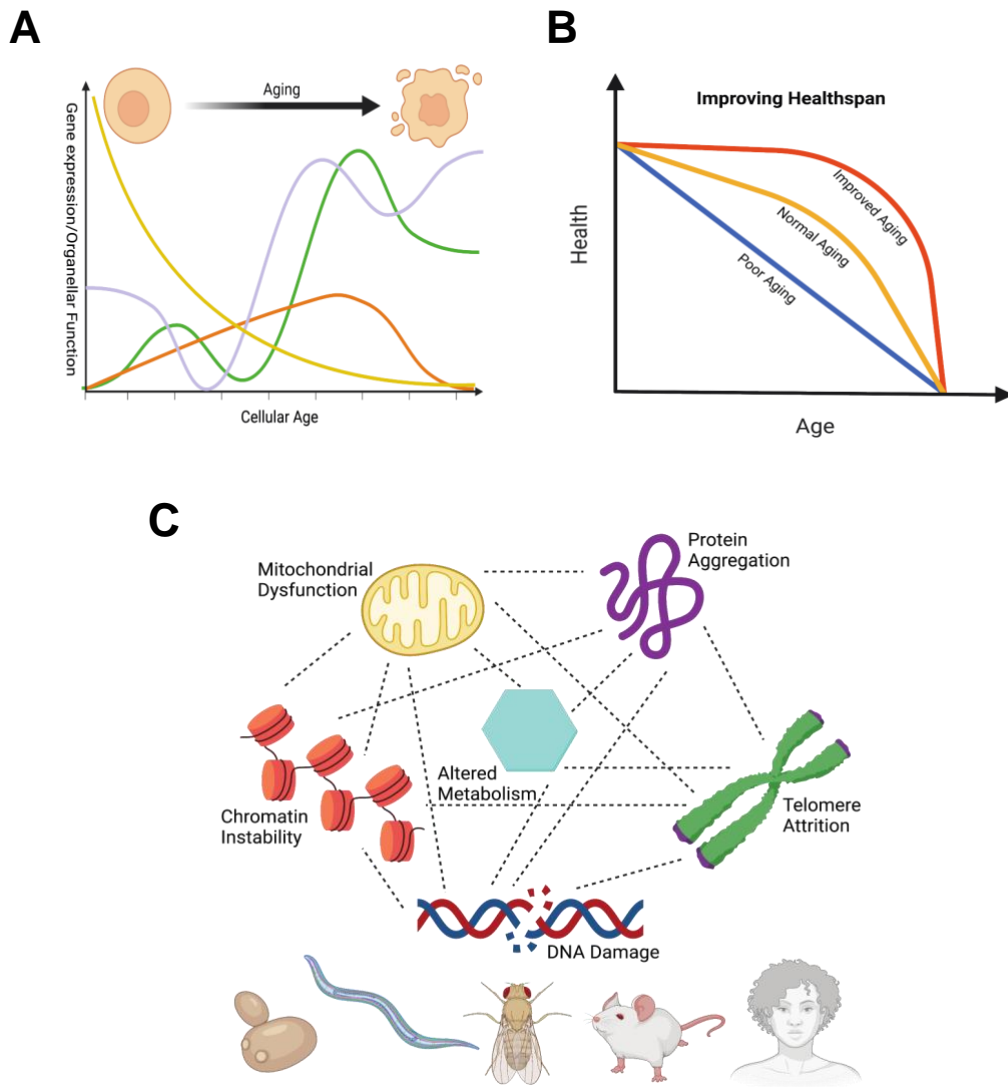 A
Aging
Gene expression/Organellar Function
Cellular Age
B
Improving Healthspan
Health
Improved Aging
Normal Aging
Poor Aging
Age
C
Mitochondrial
Dysfunction
Protein
Aggregation
Altered
Metabolism
Chromatin
Instability
Telomere
Attrition
DNA Damage